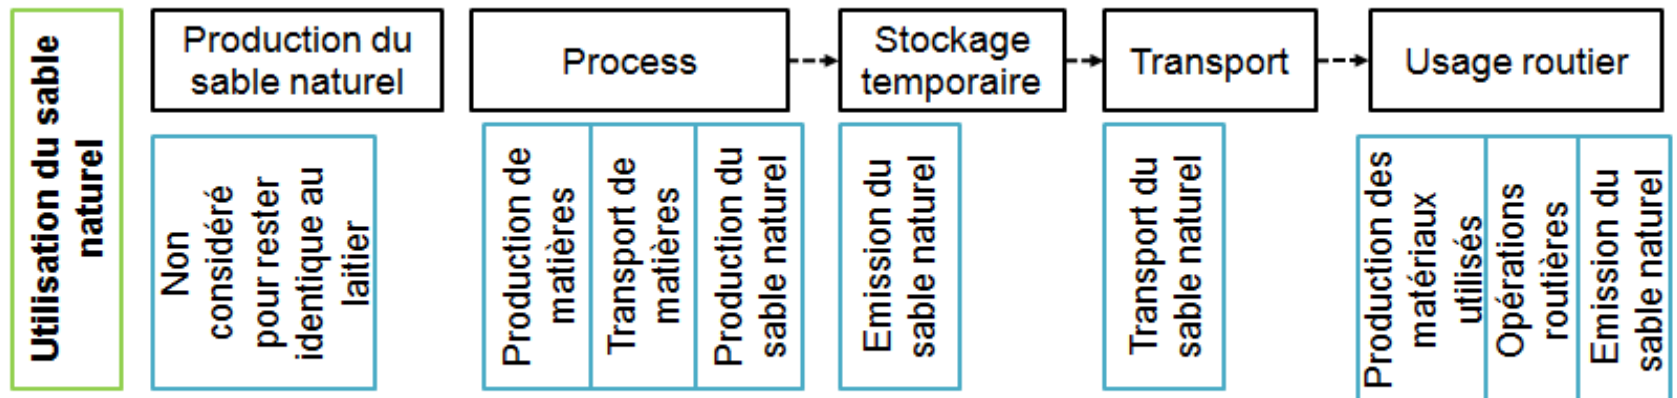 Utilisation du sable
naturel
Production du
sable naturel
Process
Stockage
temporaire
Transport
Usage routier
Non
considéré
pour rester
identique au
laitier
Production de
matières
Transport de
matières
Production du
sable naturel
Emission du
sable naturel
Transport du
sable naturel
Production des
matériaux
utilisés
Opérations
routières
Emission du
sable naturel